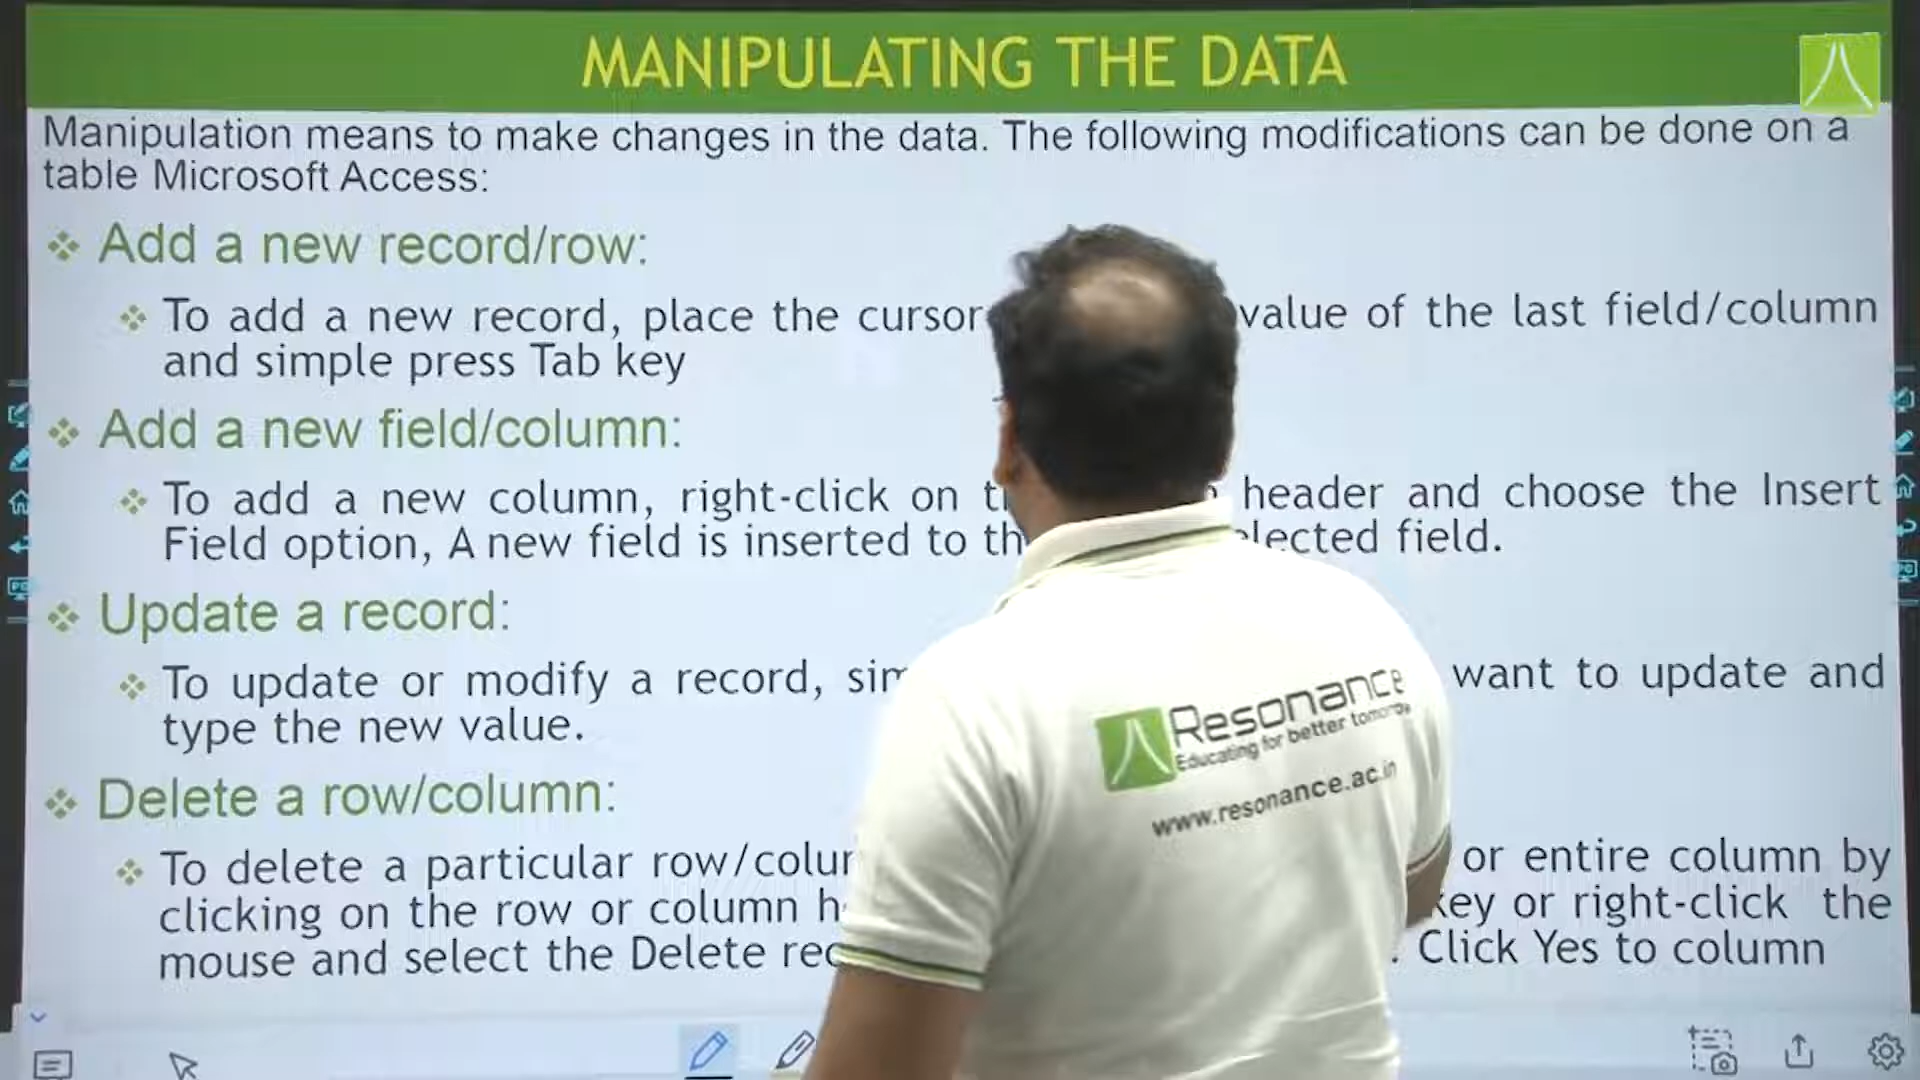 MANIPULATING THE DATA
Manipulation means to make changes in the data. The following modifications can be done on a
table Microsoft Access:
Add a new record/row:
To add a new record, place the cursor value of the last field/column
and simple press Tab key
Add a new field/column:
To add a new column, right-click on header and choose the Insert
Field option, A new field is inserted to field.
Update a record:
To update or modify a record, want to update and
type the new value.
Delete a row/column:
To delete a particular or entire column by
clicking on the row or column key or right-click the
mouse and select the Delete Click Yes to column
Resonance
Educating for better tomorrow
www.resonance.ac.in